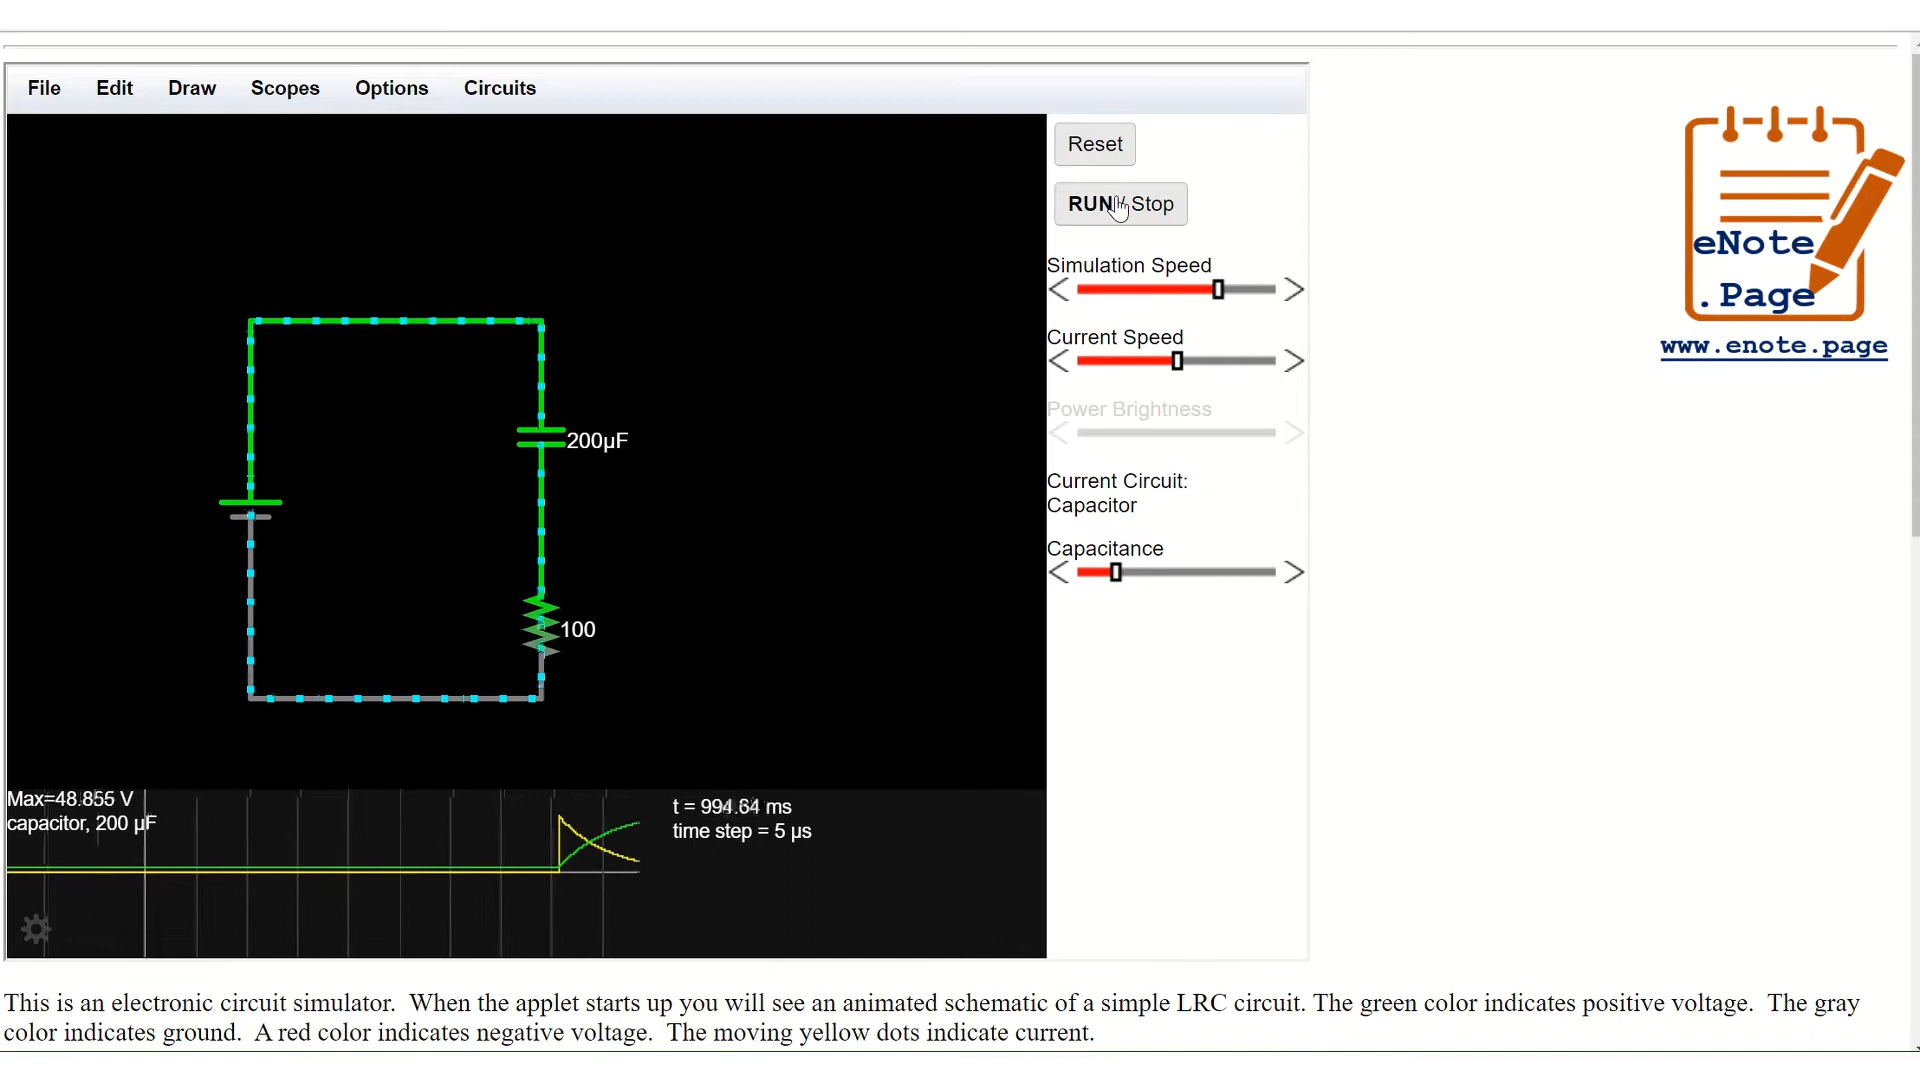 File Edit Draw Scopes Options Circuits
Reset
RUN / Stop
Simulation Speed
Current Speed
Power Brightness
Current Circuit:
Capacitor
Capacitance
200μF
100
Max=48.855 V
capacitor, 200 μF
t = 994.64 ms
time step = 5 μs
eNote
.Page
www.enote.page
This is an electronic circuit simulator. When the applet starts up you will see an animated schematic of a simple LRC circuit. The green color indicates positive voltage. The gray
color indicates ground. A red color indicates negative voltage. The moving yellow dots indicate current.